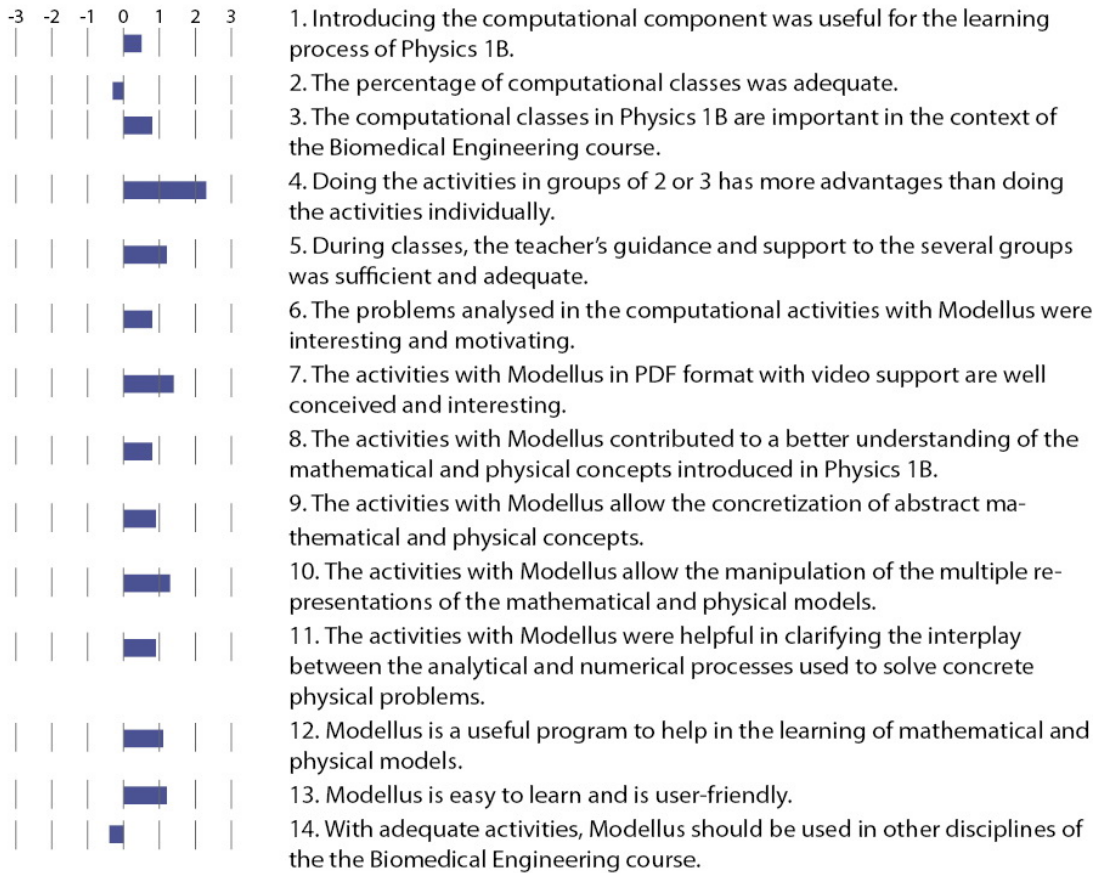 -3 -2 -1 0 1 2 3
1. Introducing the computational component was useful for the learning
process of Physics 1B.
2. The percentage of computational classes was adequate.
3. The computational classes in Physics 1B are important in the context of
the Biomedical Engineering course.
4. Doing the activities in groups of 2 or 3 has more advantages than doing
the activities individually.
5. During classes, the teacher’s guidance and support to the several groups
was sufficient and adequate.
6. The problems analysed in the computational activities with Modellus were
interesting and motivating.
7. The activities with Modellus in PDF format with video support are well
conceived and interesting.
8. The activities with Modellus contributed to a better understanding of the
mathematical and physical concepts introduced in Physics 1B.
9. The activities with Modellus allow the concretization of abstract ma-
thematical and physical concepts.
10. The activities with Modellus allow the manipulation of the multiple re-
presentations of the mathematical and physical models.
11. The activities with Modellus were helpful in clarifying the interplay
between the analytical and numerical processes used to solve concrete
physical problems.
12. Modellus is a useful program to help in the learning of mathematical and
physical models.
13. Modellus is easy to learn and is user-friendly.
14. With adequate activities, Modellus should be used in other disciplines of
the the Biomedical Engineering course.